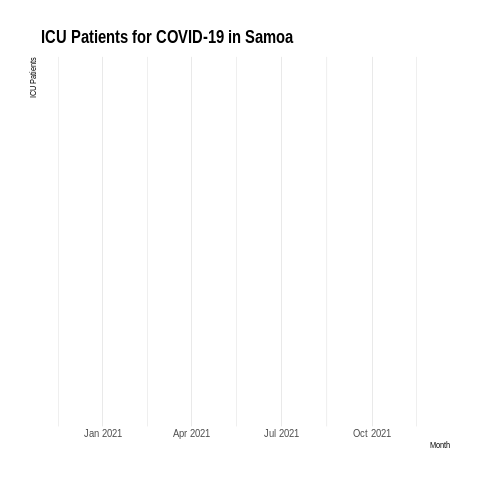 ICU Patients for COVID-19 in Samoa
ICU Patients
Jan 2021
Apr 2021
Jul 2021
Oct 2021
Month